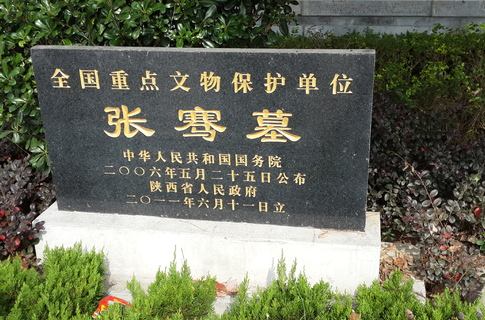 全国重点文物保护单位
张骞墓
中华人民共和国国务院
二〇〇六年五月二十五日公布
陕西省人民政府
二〇一一年六月十一日立